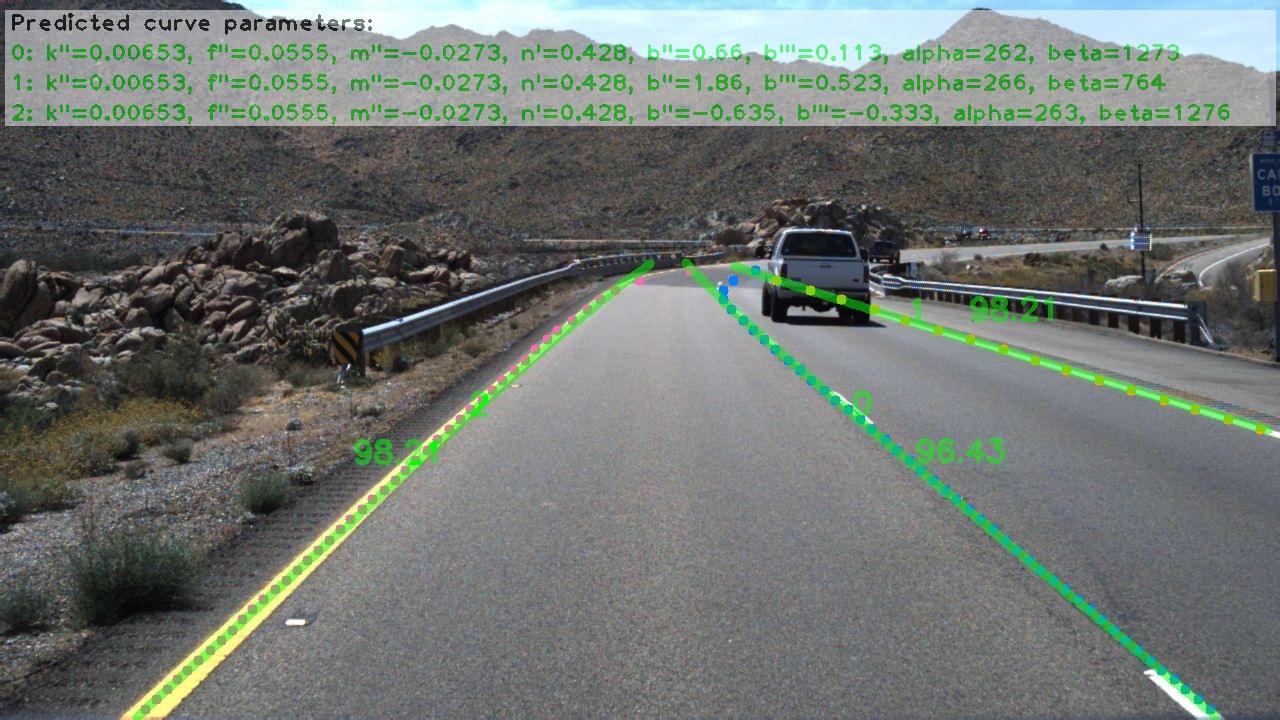 Predicted curve parameters:
0: k''=0.00653, f''=0.0555, m''=-0.0273, n'=0.428, b''=0.66, b'''=0.113, alpha=262, beta=1273
1: k''=0.00653, f''=0.0555, m''=-0.0273, n'=0.428, b''=1.86, b'''=0.523, alpha=266, beta=764
2: k''=0.00653, f''=0.0555, m''=-0.0273, n'=0.428, b''=-0.635, b'''=-0.333, alpha=263, beta=1276
CA
BO
1 98.21
2
0
98.21
96.43